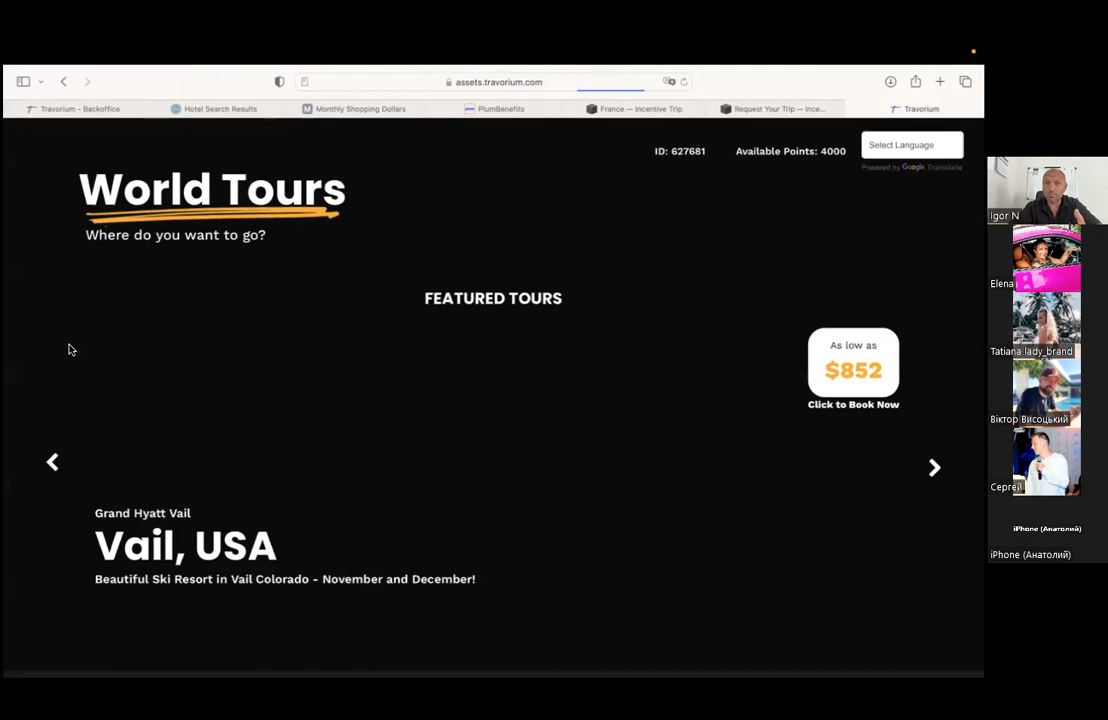 assets.travorium.com
Travorium - Backoffice
Hotel Search Results
Monthly Shopping Dollars
PlumBenefits
France — Incentive Trip
Request Your Trip — Ince...
Travorium
ID: 627681
Available Points: 4000
Select Language
Powered by Google Translate
World Tours
Where do you want to go?
FEATURED TOURS
As low as
$852
Click to Book Now
Grand Hyatt Vail
Vail, USA
Beautiful Ski Resort in Vail Colorado - November and December!
Igor N
Elena
Tatiana lady_brand
Віктор Висоцький
Сергей
iPhone (Анатолий)
iPhone (Анатолий)